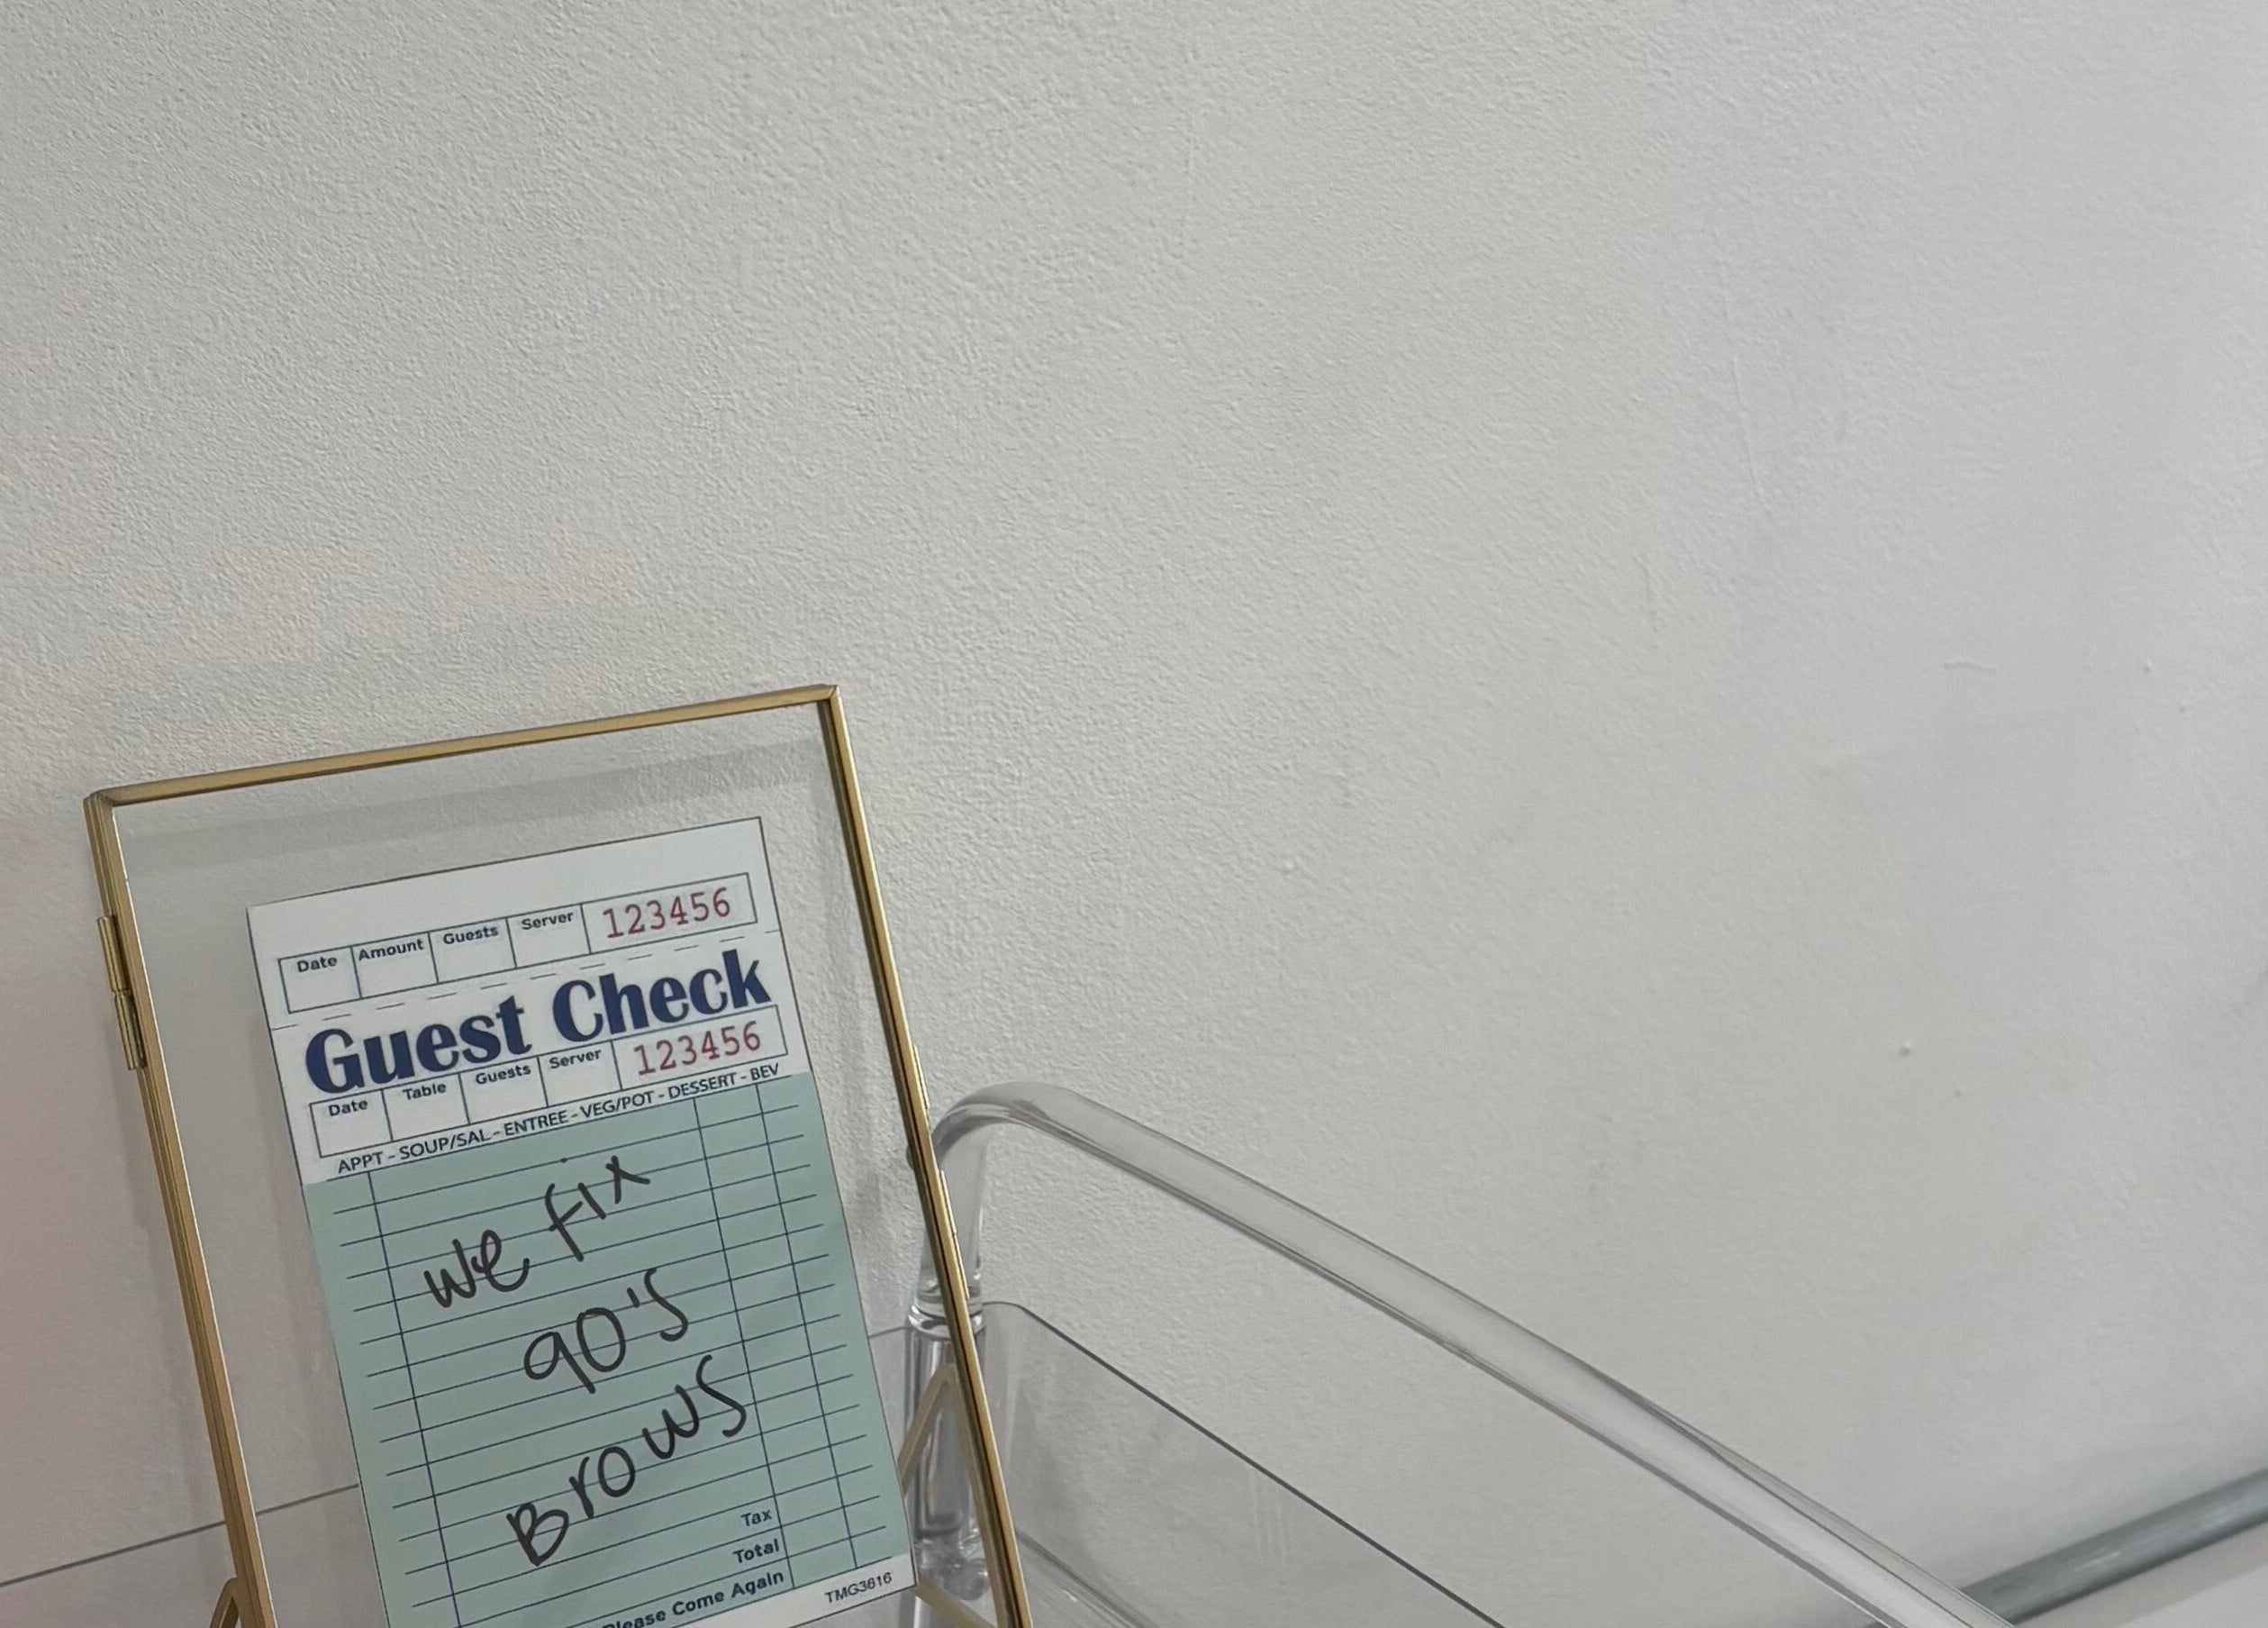 Date Amount Guests Server 123456
Guest Check
Date Table Guests Server 123456
APPT - SOUP/SAL - ENTREE - VEG/POT - DESSERT - BEV
we fix
90's
Brows
Tax
Total
Please Come Again
TMG3616